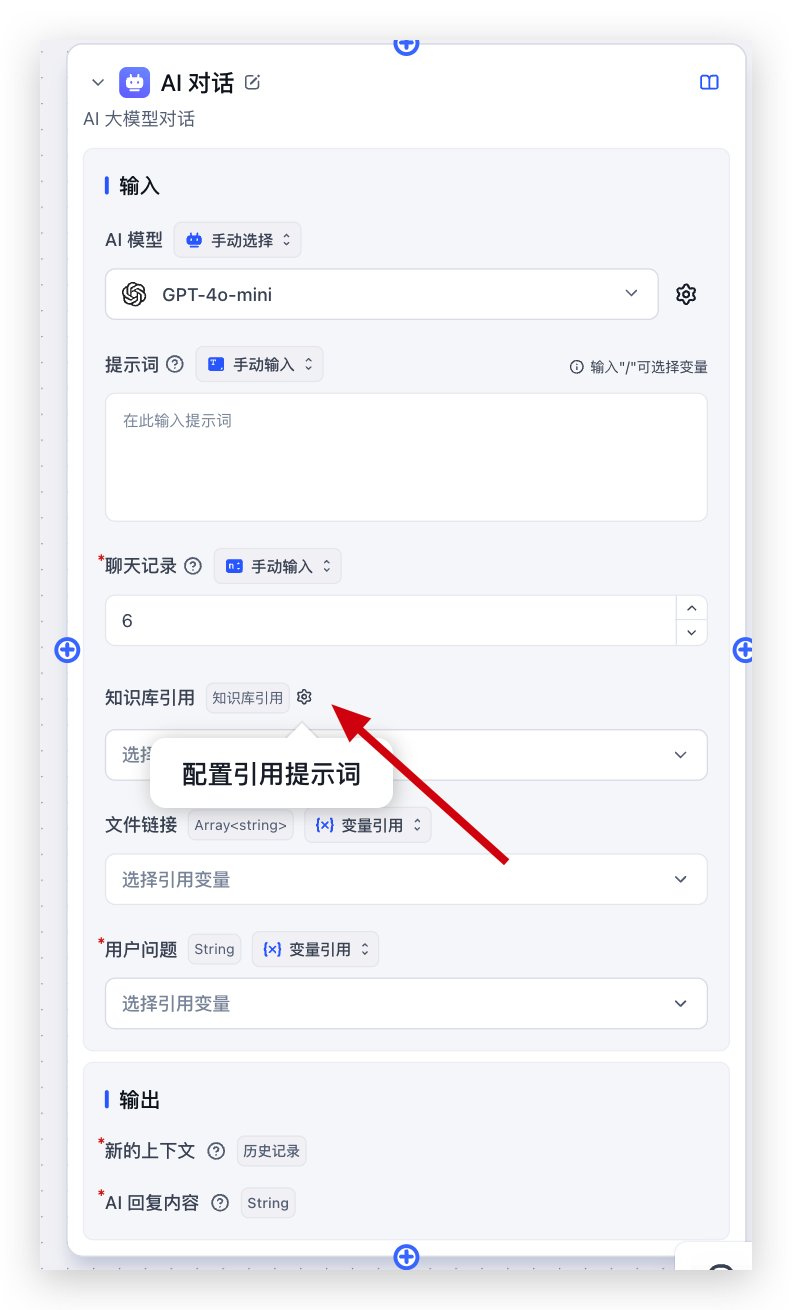 AI 对话
AI 大模型对话
输入
AI 模型 手动选择
GPT-4o-mini
提示词 手动输入 输入"/"可选择变量
在此输入提示词
*聊天记录 手动输入
6
知识库引用 知识库引用
选择
配置引用提示词
文件链接 Array<string> {x} 变量引用
选择引用变量
*用户问题 String {x} 变量引用
选择引用变量
输出
*新的上下文 历史记录
*AI 回复内容 String